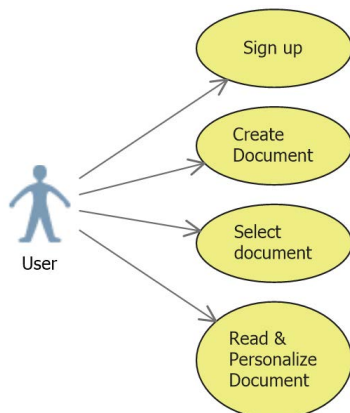 Sign up
Create
Document
User
Select
document
Read &
Personalize
Document